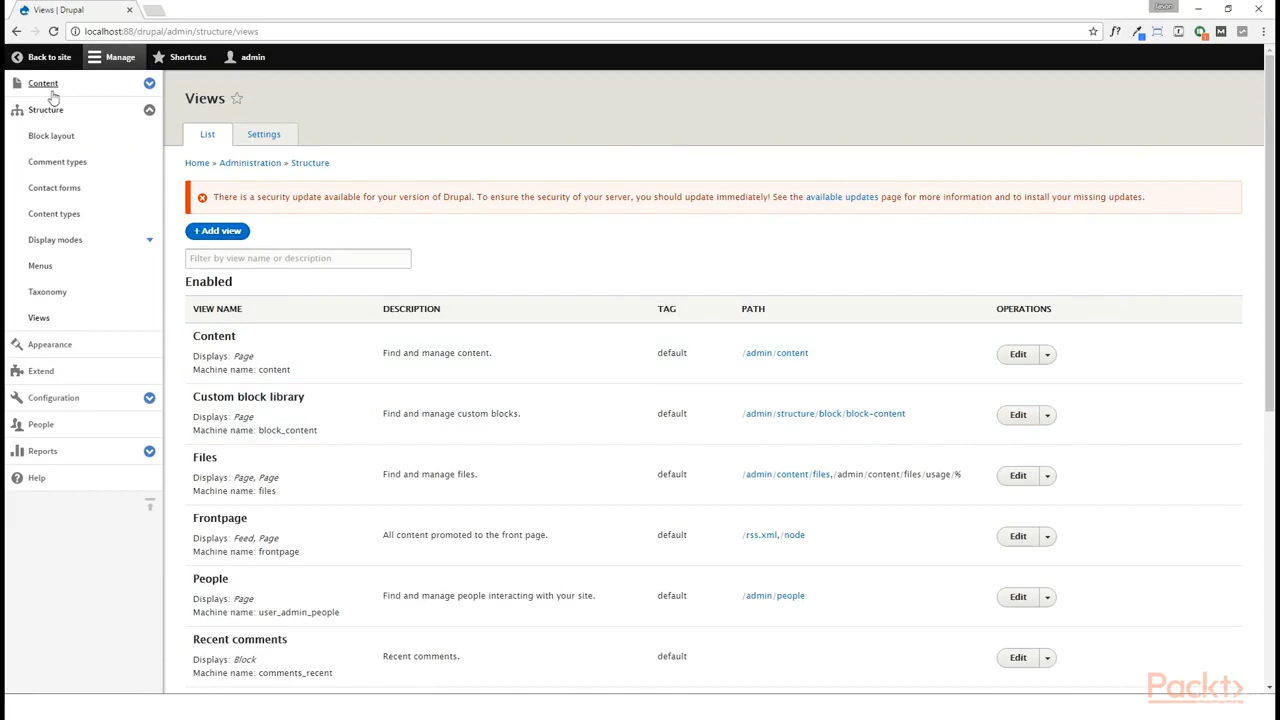 Views | Drupal
Jason
localhost:88/drupal/admin/structure/views
f?
Back to site
Manage
Shortcuts
admin
Content
Structure
Block layout
Comment types
Contact forms
Content types
Display modes
Menus
Taxonomy
Views
Appearance
Extend
Configuration
People
Reports
Help
Views
List
Settings
Home » Administration » Structure
There is a security update available for your version of Drupal. To ensure the security of your server, you should update immediately! See the available updates page for more information and to install your missing updates.
+ Add view
Filter by view name or description
Enabled
VIEW NAME DESCRIPTION TAG PATH OPERATIONS
Content
Displays: Page
Machine name: content
Find and manage content.
default
/admin/content
Edit
Custom block library
Displays: Page
Machine name: block_content
Find and manage custom blocks.
default
/admin/structure/block/block-content
Edit
Files
Displays: Page, Page
Machine name: files
Find and manage files.
default
/admin/content/files,/admin/content/files/usage/%
Edit
Frontpage
Displays: Feed, Page
Machine name: frontpage
All content promoted to the front page.
default
/rss.xml,/node
Edit
People
Displays: Page
Machine name: user_admin_people
Find and manage people interacting with your site.
default
/admin/people
Edit
Recent comments
Displays: Block
Machine name: comments_recent
Recent comments.
default
Edit
Packt>